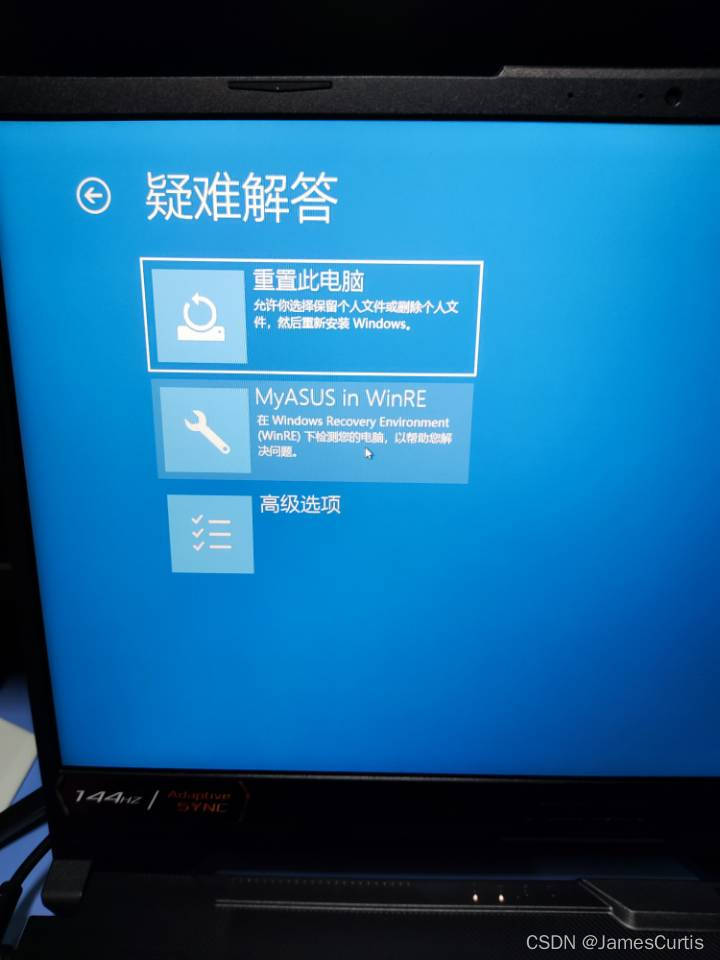 疑难解答
重置此电脑
允许你选择保留个人文件或删除个人文
件，然后重新安装 Windows。
MyASUS in WinRE
在 Windows Recovery Environment
(WinRE) 下检测您的电脑，以帮助您解
决问题。
高级选项
144HZ | Adaptive
SYNC
CSDN @JamesCurtis